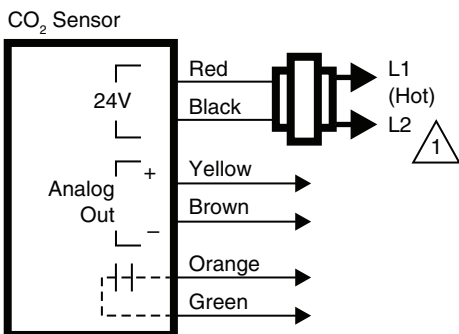 CO2 Sensor
Red
L1
(Hot)
24V
Black
L2
1
+
Yellow
Analog
Out
Brown
–
Orange
Green